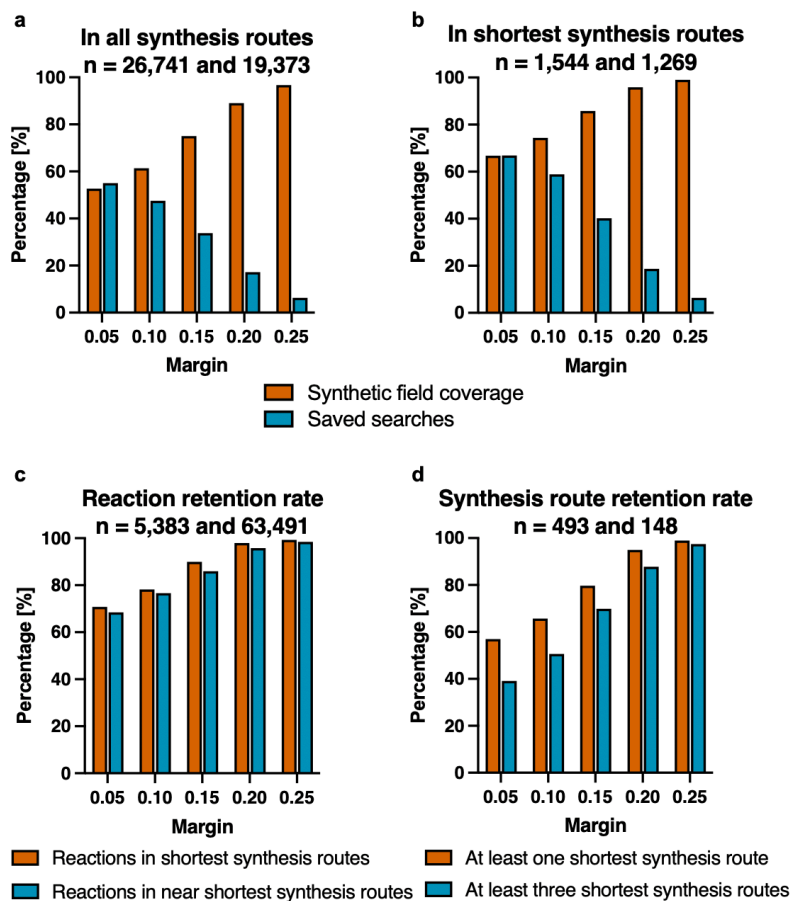 a
In all synthesis routes
n = 26,741 and 19,373
Percentage [%]
100
80
60
40
20
0
0.05 0.10 0.15 0.20 0.25
Margin
b
In shortest synthesis routes
n = 1,544 and 1,269
Percentage [%]
100
80
60
40
20
0
0.05 0.10 0.15 0.20 0.25
Margin
Synthetic field coverage
Saved searches
c
Reaction retention rate
n = 5,383 and 63,491
Percentage [%]
100
80
60
40
20
0
0.05 0.10 0.15 0.20 0.25
Margin
Reactions in shortest synthesis routes
Reactions in near shortest synthesis routes
d
Synthesis route retention rate
n = 493 and 148
Percentage [%]
100
80
60
40
20
0
0.05 0.10 0.15 0.20 0.25
Margin
At least one shortest synthesis route
At least three shortest synthesis routes